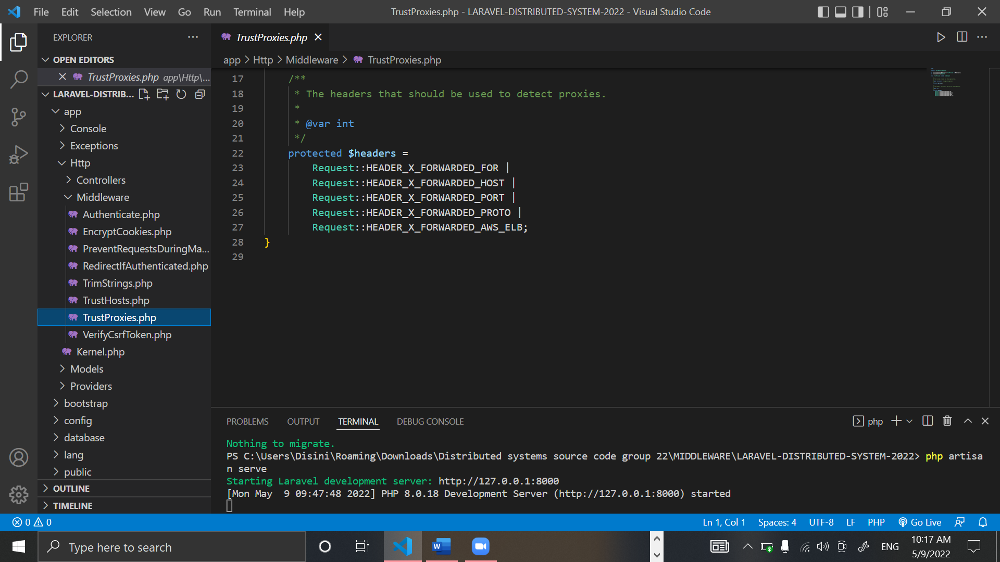 File Edit Selection View Go Run Terminal Help
TrustProxies.php - LARAVEL-DISTRIBUTED-SYSTEM-2022 - Visual Studio Code
EXPLORER
OPEN EDITORS
TrustProxies.php app\Http\...
LARAVEL-DISTRIB...
app
Console
Exceptions
Http
Controllers
Middleware
Authenticate.php
EncryptCookies.php
PreventRequestsDuringMa...
RedirectIfAuthenticated.php
TrimStrings.php
TrustHosts.php
TrustProxies.php
VerifyCsrfToken.php
Kernel.php
Models
Providers
bootstrap
config
database
lang
public
OUTLINE
TIMELINE
TrustProxies.php
app > Http > Middleware > TrustProxies.php
17 /**
18 * The headers that should be used to detect proxies.
19 *
20 * @var int
21 */
22 protected $headers =
23 Request::HEADER_X_FORWARDED_FOR |
24 Request::HEADER_X_FORWARDED_HOST |
25 Request::HEADER_X_FORWARDED_PORT |
26 Request::HEADER_X_FORWARDED_PROTO |
27 Request::HEADER_X_FORWARDED_AWS_ELB;
28 }
29
PROBLEMS OUTPUT TERMINAL DEBUG CONSOLE
php
Nothing to migrate.
PS C:\Users\Disini\Roaming\Downloads\Distributed systems source code group 22\MIDDLEWARE\LARAVEL-DISTRIBUTED-SYSTEM-2022> php artisa
n serve
Starting Laravel development server: http://127.0.0.1:8000
[Mon May  9 09:47:48 2022] PHP 8.0.18 Development Server (http://127.0.0.1:8000) started
0 0
Ln 1, Col 1 Spaces: 4 UTF-8 LF PHP Go Live
Type here to search
ENG
10:17 AM
5/9/2022